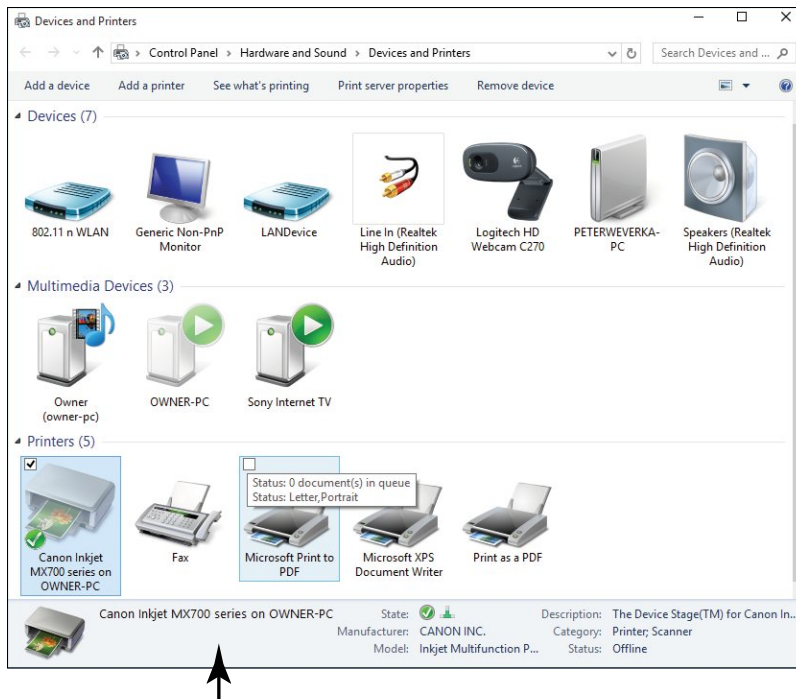 Devices and Printers
Control Panel > Hardware and Sound > Devices and Printers
Search Devices and ...
Add a device Add a printer See what's printing Print server properties Remove device
Devices (7)
802.11 n WLAN
Generic Non-PnP
Monitor
LANDevice
Line In (Realtek
High Definition
Audio)
Logitech HD
Webcam C270
PETERWEVERKA-
PC
Speakers (Realtek
High Definition
Audio)
Multimedia Devices (3)
Owner
(owner-pc)
OWNER-PC
Sony Internet TV
Printers (5)
Status: 0 document(s) in queue
Status: Letter,Portrait
Canon Inkjet
MX700 series on
OWNER-PC
Fax
Microsoft Print to
PDF
Microsoft XPS
Document Writer
Print as a PDF
Canon Inkjet MX700 series on OWNER-PC
State:
Manufacturer: CANON INC.
Model: Inkjet Multifunction P...
Description: The Device Stage(TM) for Canon In...
Category: Printer; Scanner
Status: Offline